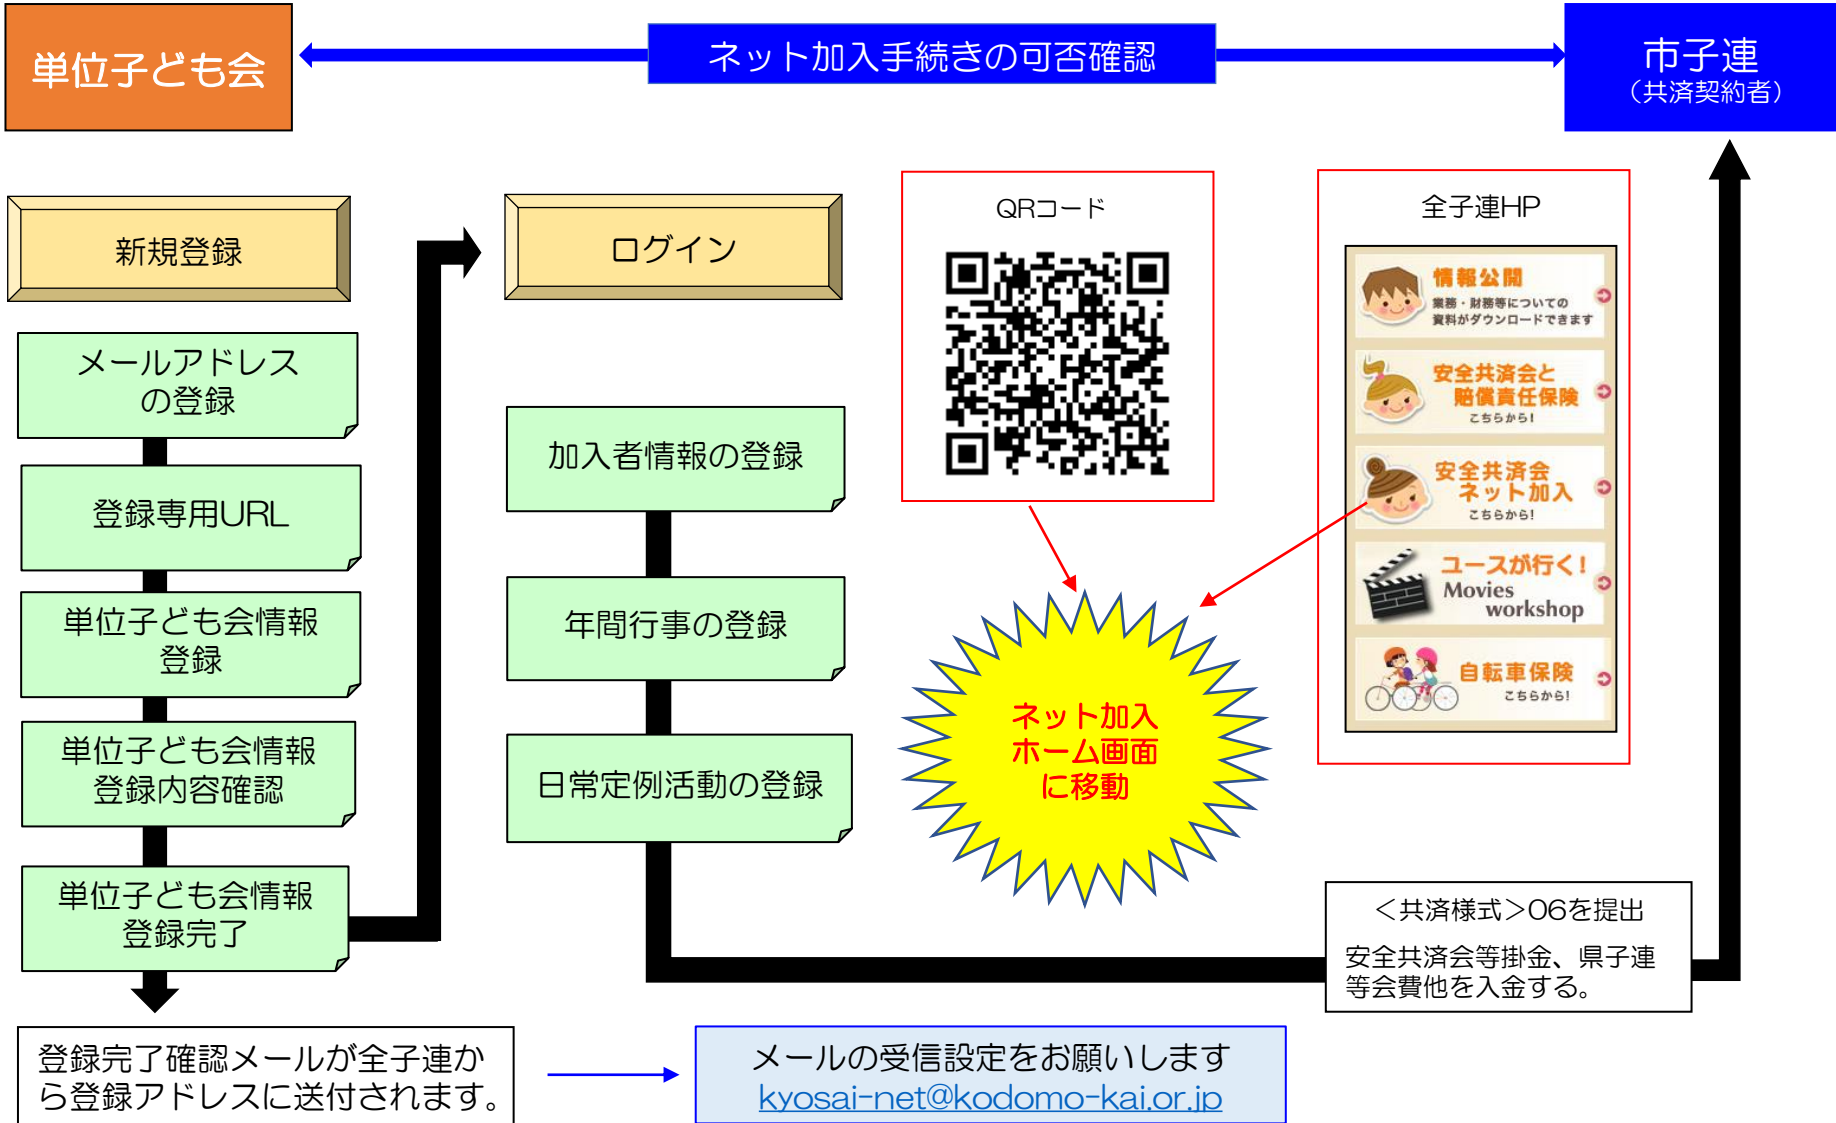 単位子ども会
ネット加入手続きの可否確認
市子連
（共済契約者）
新規登録
メールアドレス
の登録
登録専用URL
単位子ども会情報
登録
単位子ども会情報
登録内容確認
単位子ども会情報
登録完了
登録完了確認メールが全子連か
ら登録アドレスに送付されます。
ログイン
加入者情報の登録
年間行事の登録
日常定例活動の登録
QRコード
全子連HP
情報公開
業務・財務等についての
資料がダウンロードできます
安全共済会と
賠償責任保険
こちらから!
安全共済会
ネット加入
こちらから!
ユースが行く!
Movies
workshop
自転車保険
こちらから!
ネット加入
ホーム画面
に移動
＜共済様式＞06を提出
安全共済会等掛金、県子連
等会費他を入金する。
メールの受信設定をお願いします
kyosai-net@kodomo-kai.or.jp